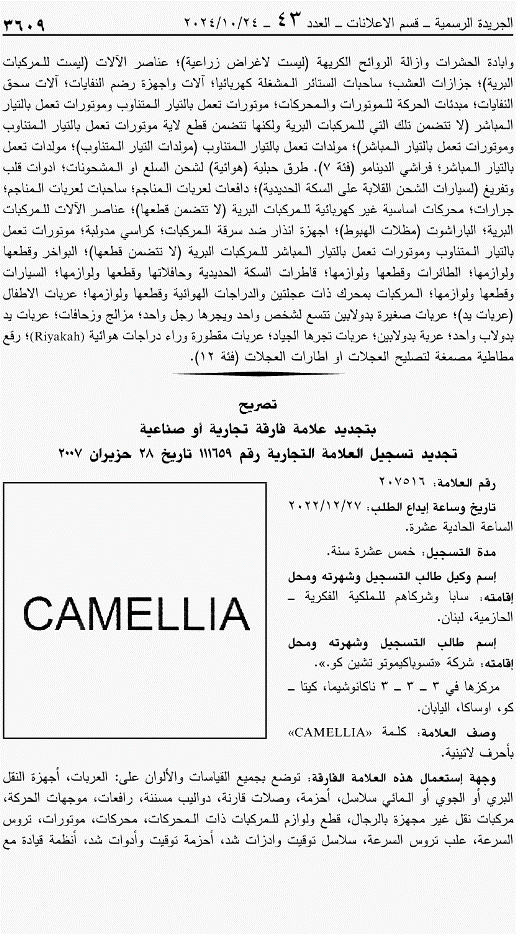 الجريدة الرسمية ــ قسم الاعلانات ــ العدد ٤٣ ــ ٢٠٢٤/١٠/٢٤ ٣٦٠٩
وابادة الحشرات وازالة الروائح الكريهة (ليست لاغراض زراعية)؛ عناصر الآلات (ليست للمركبات
البرية)؛ جزازات العشب؛ ساحبات الستائر المشغلة كهربائيا؛ آلات واجهزة رضم النفايات؛ آلات سحق
النفايات؛ مبدئات الحركة للموتورات والمحركات؛ موتورات تعمل بالتيار المتناوب وموتورات تعمل بالتيار
المباشر (لا تتضمن تلك التي للمركبات البرية ولكنها تتضمن قطع لاية موتورات تعمل بالتيار المتناوب
وموتورات تعمل بالتيار المباشر)؛ مولدات تعمل بالتيار المتناوب (مولدات التيار المتناوب)؛ مولدات تعمل
بالتيار المباشر؛ فراشي الدينامو (فئة ٧). طرق حبلية (هوائية) لشحن السلع او المشحونات؛ ادوات قلب
وتفريغ (لسيارات الشحن القلابة على السكة الحديدية)؛ دافعات لعربات المناجم؛ ساحبات لعربات المناجم؛
جرارات؛ محركات اساسية غير كهربائية للمركبات البرية (لا تتضمن قطعها)؛ عناصر الآلات للمركبات
البرية؛ الباراشوت (مظلات الهبوط)؛ اجهزة انذار ضد سرقة المركبات؛ كراسي مدولبة؛ موتورات تعمل
بالتيار المتناوب وموتورات تعمل بالتيار المباشر للمركبات البرية (لا تتضمن قطعها)؛ البواخر وقطعها
ولوازمها؛ الطائرات وقطعها ولوازمها؛ قاطرات السكة الحديدية وحافلاتها وقطعها ولوازمها؛ السيارات
وقطعها ولوازمها؛ المركبات بمحرك ذات عجلتين والدراجات الهوائية وقطعها ولوازمها؛ عربات الاطفال
(عربات يد)؛ عربات صغيرة بدولابين تتسع لشخص واحد ويجرها رجل واحد؛ مزالج وزحافات؛ عربات يد
بدولاب واحد؛ عربة بدولابين؛ عربات تجرها الجياد؛ عربات مقطورة وراء دراجات هوائية (Riyakah)؛ رقع
مطاطية مصمغة لتصليح العجلات او اطارات العجلات (فئة ١٢).
تصريح
بتجديد علامة فارقة تجارية أو صناعية
تجديد تسجيل العلامة التجارية رقم ١١١٦٥٩ تاريخ ٢٨ حزيران ٢٠٠٧
رقم العلامة: ٢٠٧٥١٦
تاريخ وساعة إيداع الطلب: ٢٠٢٢/١٢/٢٧
الساعة الحادية عشرة.
مدة التسجيل: خمس عشرة سنة.
إسم وكيل طالب التسجيل وشهرته ومحل
إقامته: سابا وشركاهم للملكية الفكرية ــ
الحازمية، لبنان.
إسم طالب التسجيل وشهرته ومحل
إقامته: شركة «تسوباكيموتو تشين كو.».
مركزها في ٣ ــ ٣ ــ ٣ ناكانوشيما، كيتا ــ
كو، اوساكا، اليابان.
وصف العلامة: كلمة «CAMELLIA»
بأحرف لاتينية.
CAMELLIA
وجهة إستعمال هذه العلامة الفارقة: توضع بجميع القياسات والألوان على: العربات، أجهزة النقل
البري أو الجوي أو المائي سلاسل، أحزمة، وصلات قارنة، دواليب مسننة، رافعات، موجهات الحركة،
مركبات نقل غير مجهزة بالرجال، قطع ولوازم للمركبات ذات المحركات، محركات، موتورات، تروس
السرعة، علب تروس السرعة، سلاسل توقيت وادزات شد، أحزمة توقيت وأدوات شد، أنظمة قيادة مع